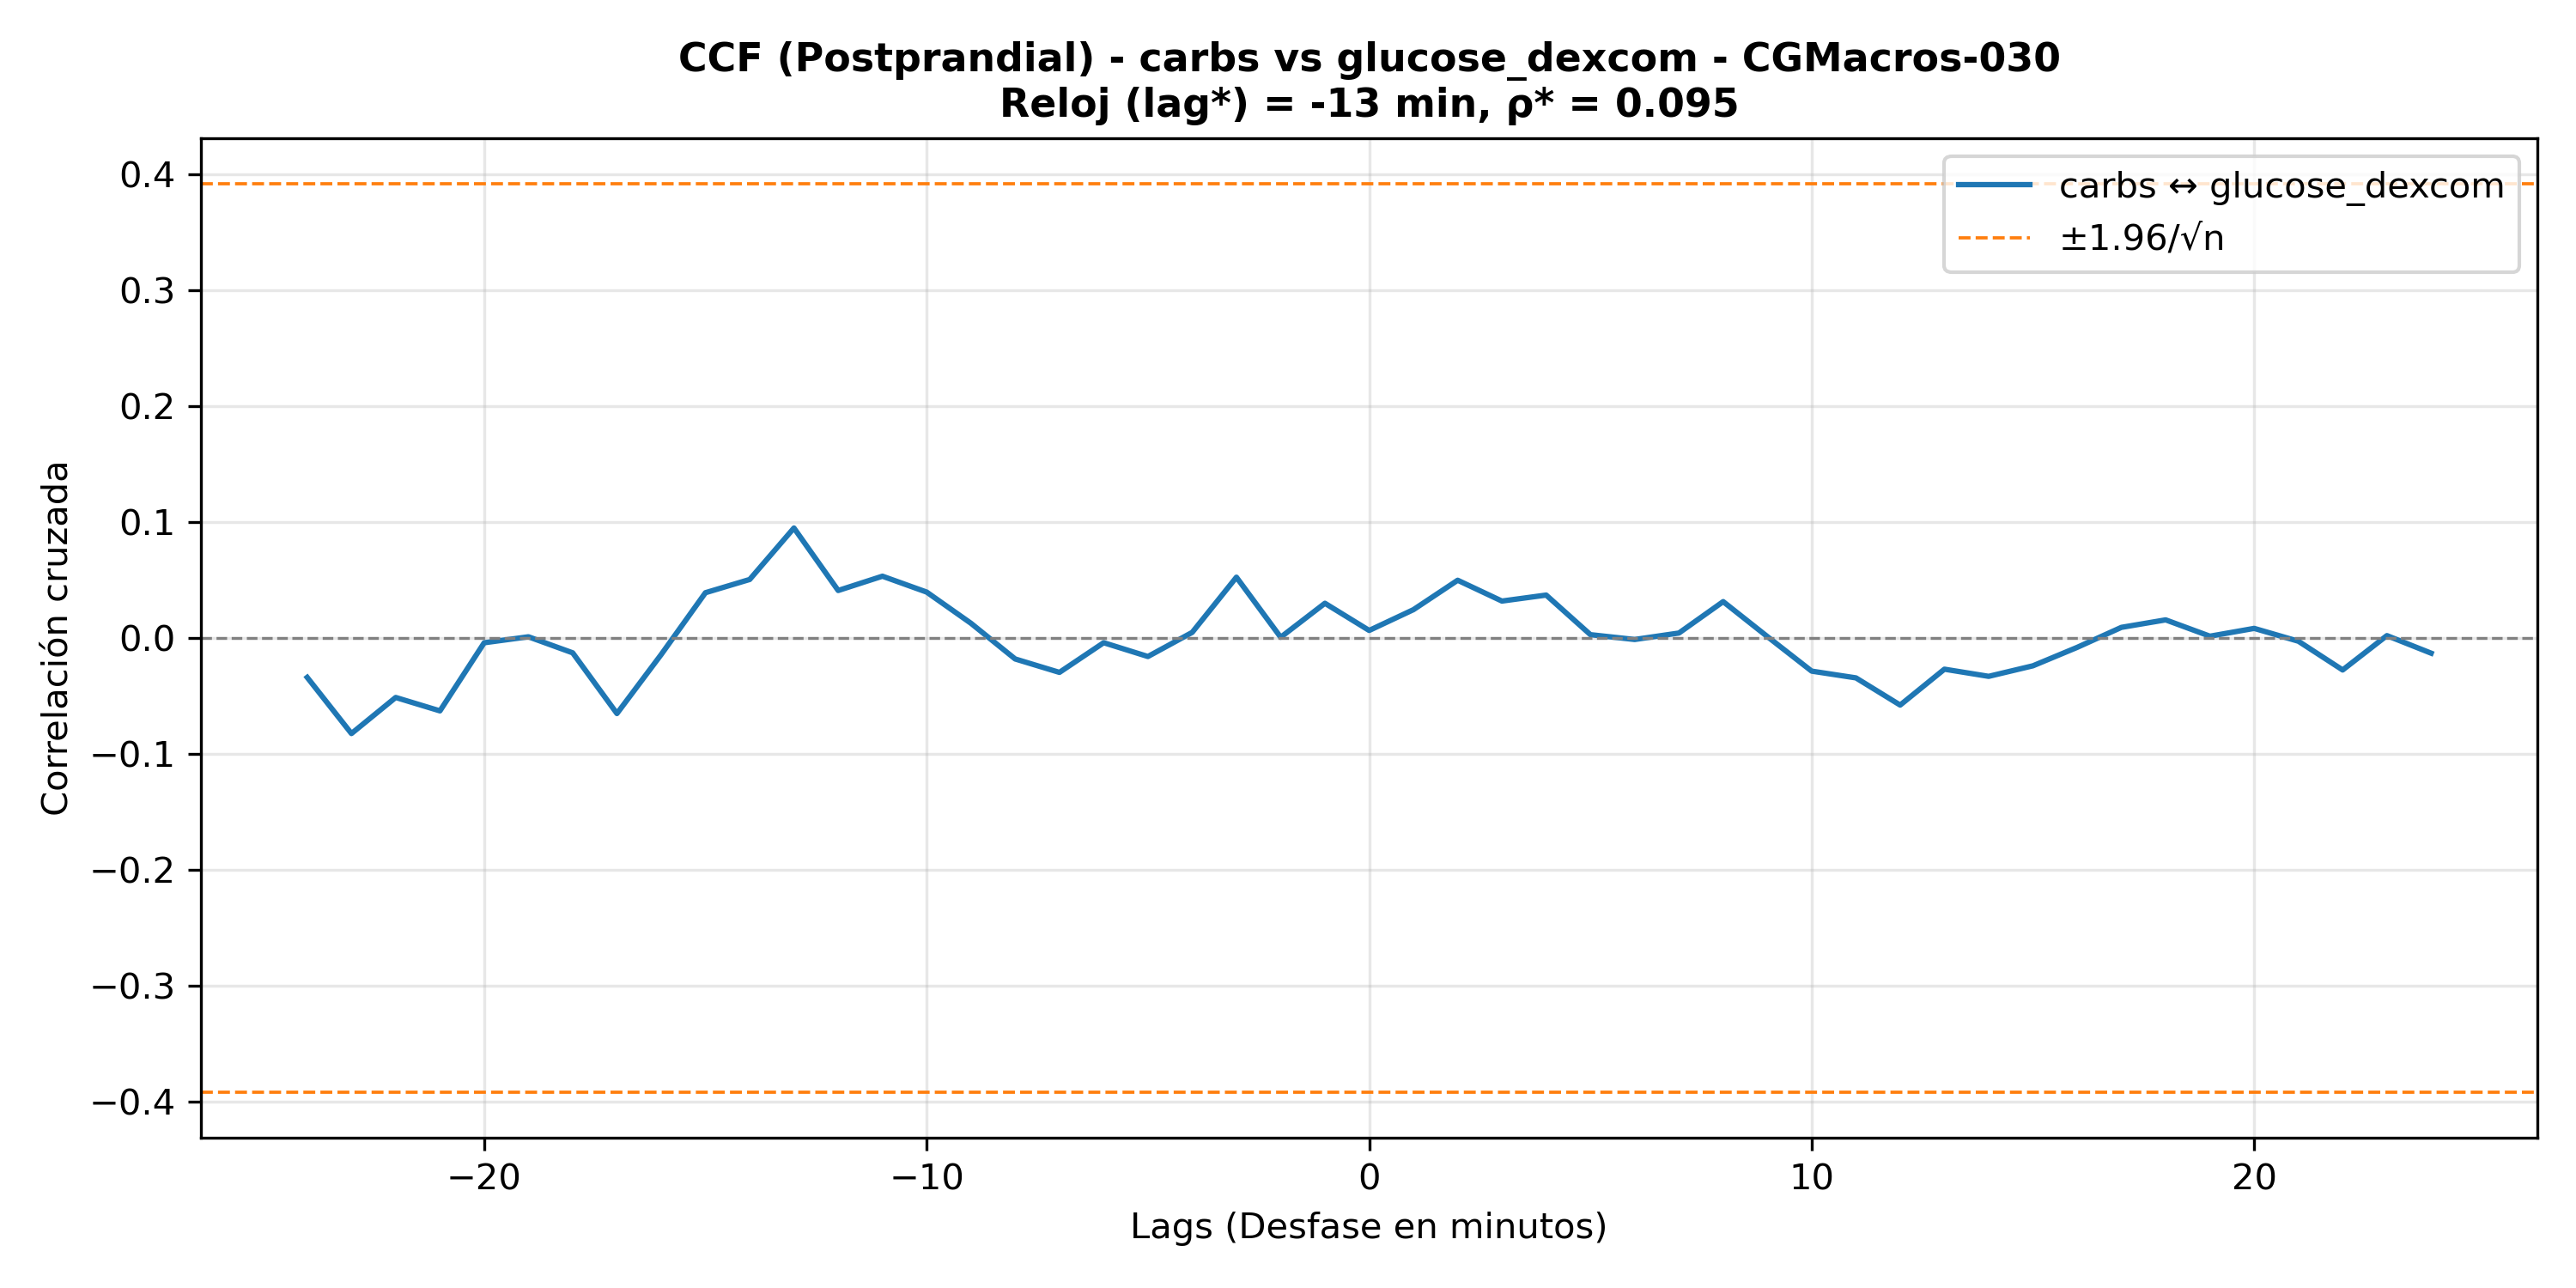 CCF (Postprandial) - carbs vs glucose_dexcom - CGMacros-030
Reloj (lag*) = -13 min, ρ* = 0.095
carbs ↔ glucose_dexcom
±1.96/√n
Correlación cruzada
0.4
0.3
0.2
0.1
0.0
−0.1
−0.2
−0.3
−0.4
−20
−10
0
10
20
Lags (Desfase en minutos)